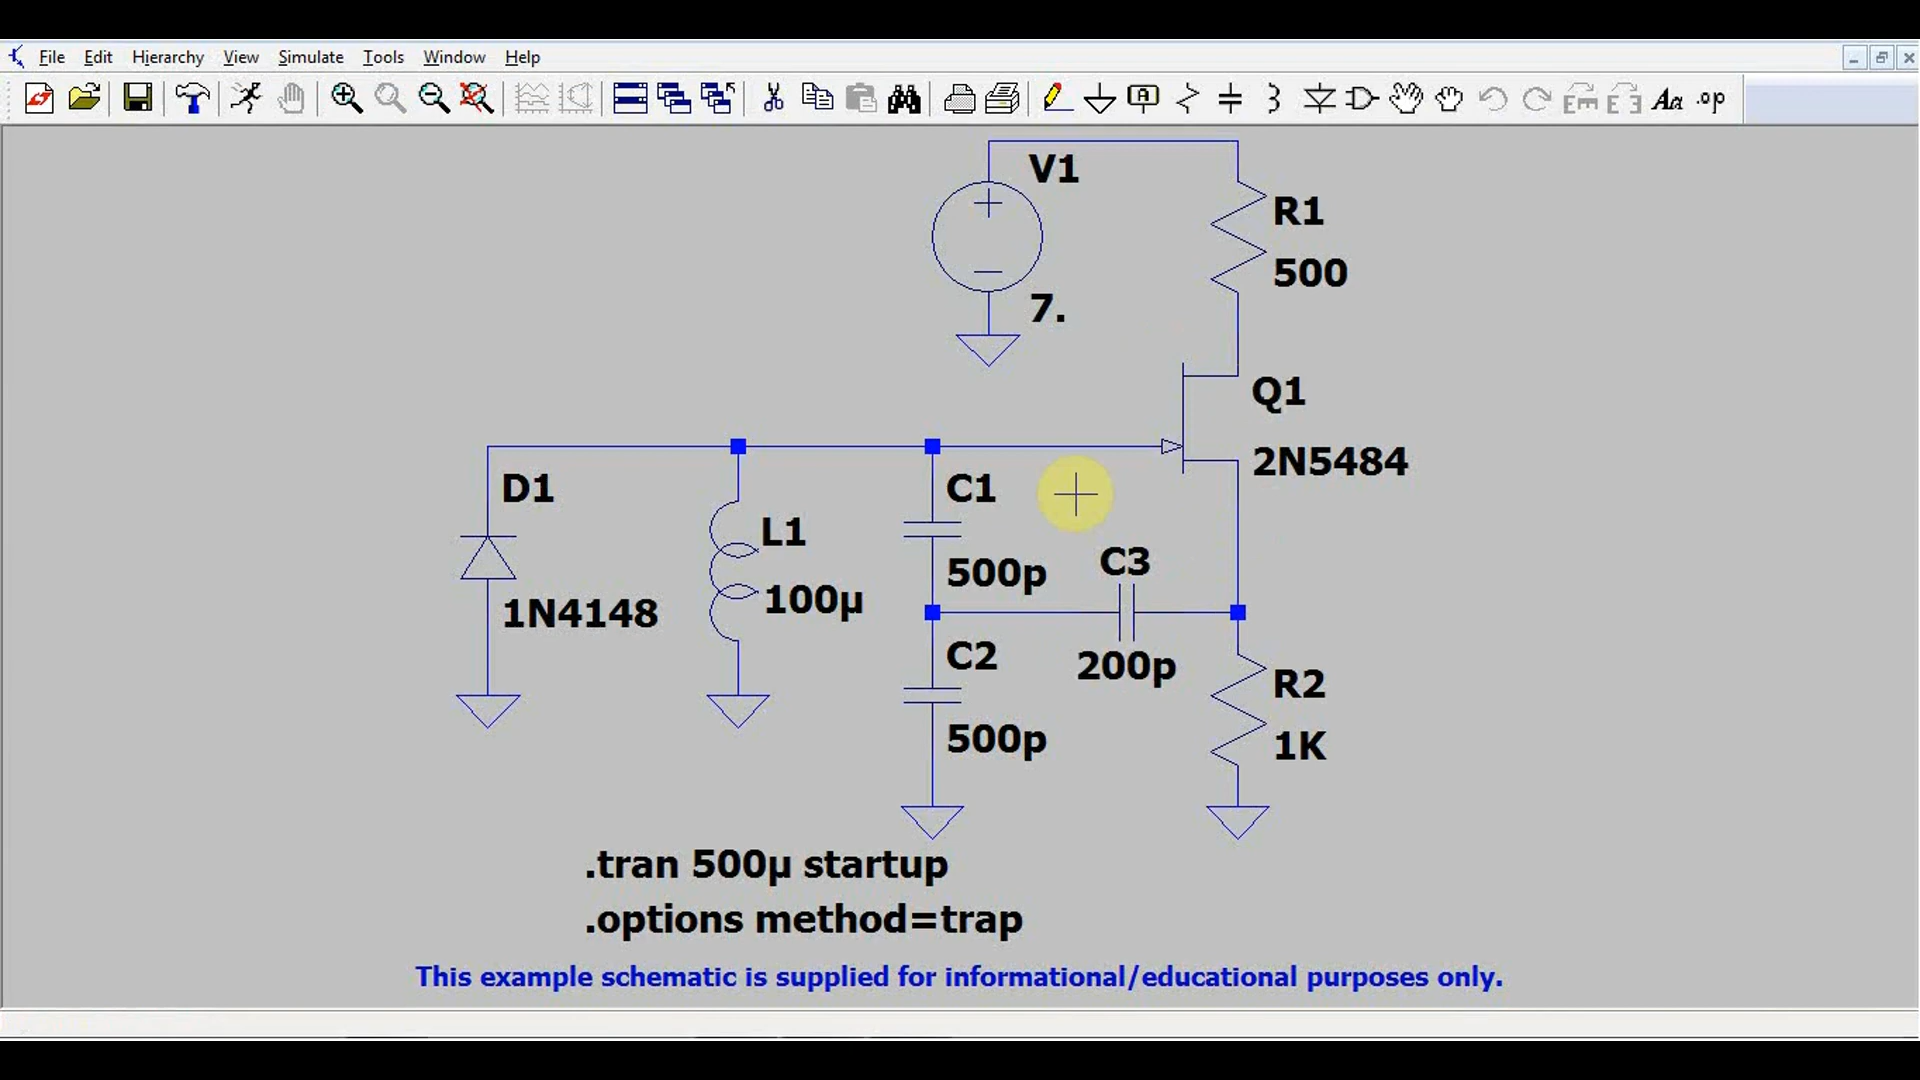 File Edit Hierarchy View Simulate Tools Window Help
A Aa .op
V1
R1
500
7.
Q1
2N5484
D1
C1
L1
500p
C3
100µ
1N4148
C2
200p
R2
500p
1K
.tran 500µ startup
.options method=trap
This example schematic is supplied for informational/educational purposes only.